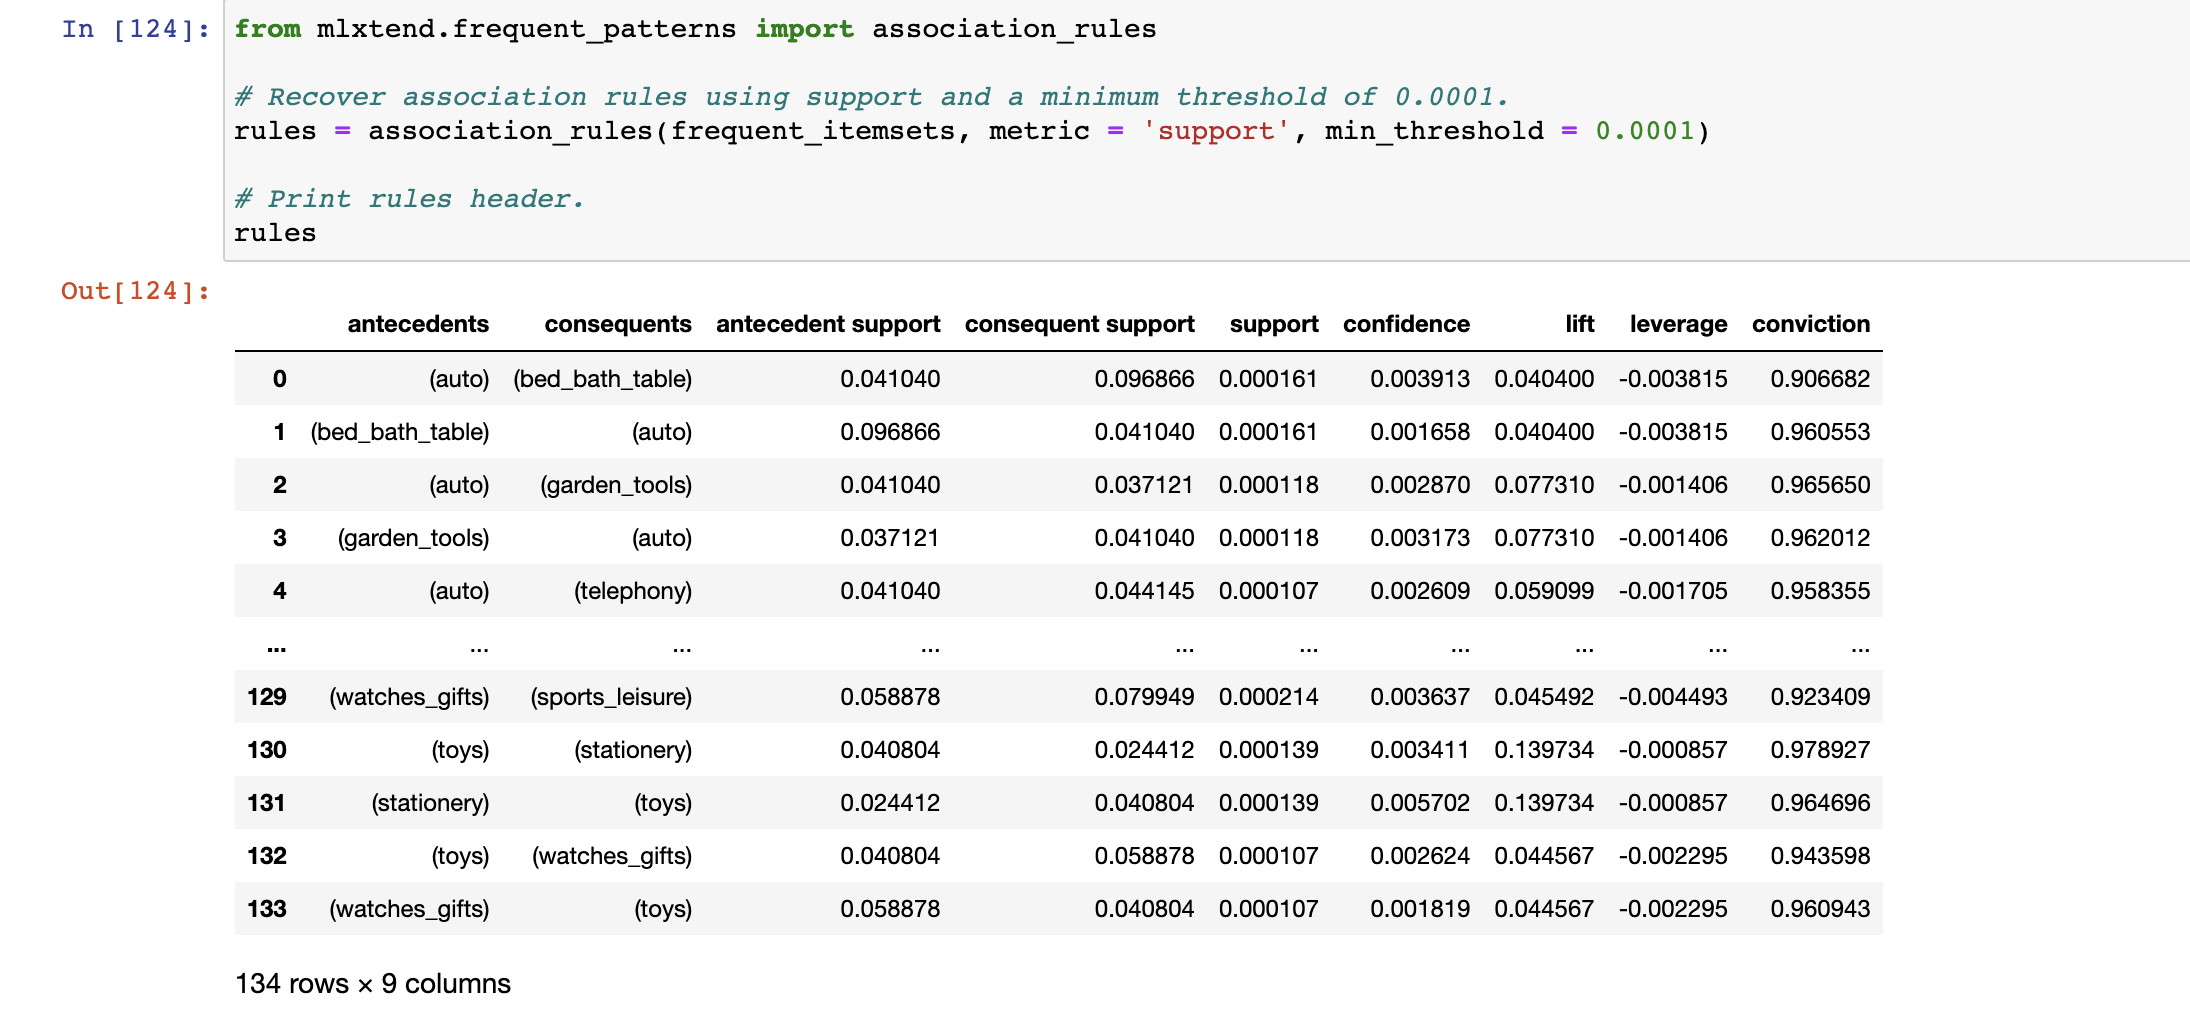 In [124]: from mlxtend.frequent_patterns import association_rules
# Recover association rules using support and a minimum threshold of 0.0001.
rules = association_rules(frequent_itemsets, metric = 'support', min_threshold = 0.0001)
# Print rules header.
rules
Out[124]:
antecedents consequents antecedent support consequent support support confidence lift leverage conviction
0 (auto) (bed_bath_table) 0.041040 0.096866 0.000161 0.003913 0.040400 -0.003815 0.906682
1 (bed_bath_table) (auto) 0.096866 0.041040 0.000161 0.001658 0.040400 -0.003815 0.960553
2 (auto) (garden_tools) 0.041040 0.037121 0.000118 0.002870 0.077310 -0.001406 0.965650
3 (garden_tools) (auto) 0.037121 0.041040 0.000118 0.003173 0.077310 -0.001406 0.962012
4 (auto) (telephony) 0.041040 0.044145 0.000107 0.002609 0.059099 -0.001705 0.958355
... ... ... ... ... ... ... ... ... ...
129 (watches_gifts) (sports_leisure) 0.058878 0.079949 0.000214 0.003637 0.045492 -0.004493 0.923409
130 (toys) (stationery) 0.040804 0.024412 0.000139 0.003411 0.139734 -0.000857 0.978927
131 (stationery) (toys) 0.024412 0.040804 0.000139 0.005702 0.139734 -0.000857 0.964696
132 (toys) (watches_gifts) 0.040804 0.058878 0.000107 0.002624 0.044567 -0.002295 0.943598
133 (watches_gifts) (toys) 0.058878 0.040804 0.000107 0.001819 0.044567 -0.002295 0.960943
134 rows × 9 columns